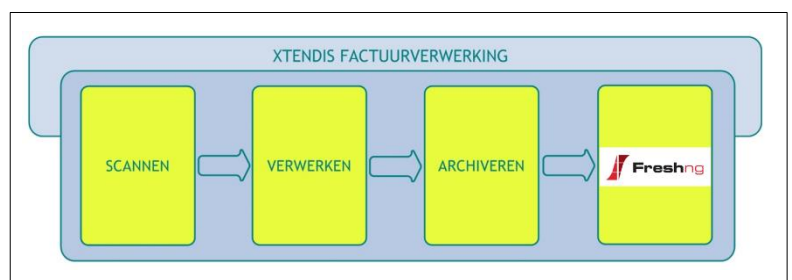 XTENDIS FACTUURVERWERKING
SCANNEN
VERWERKEN
ARCHIVEREN
Freshng